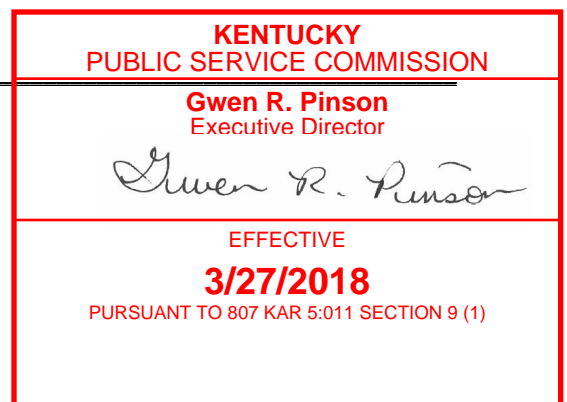 KENTUCKY
PUBLIC SERVICE COMMISSION
Gwen R. Pinson
Executive Director
Gwen R. Pinson
EFFECTIVE
3/27/2018
PURSUANT TO 807 KAR 5:011 SECTION 9 (1)